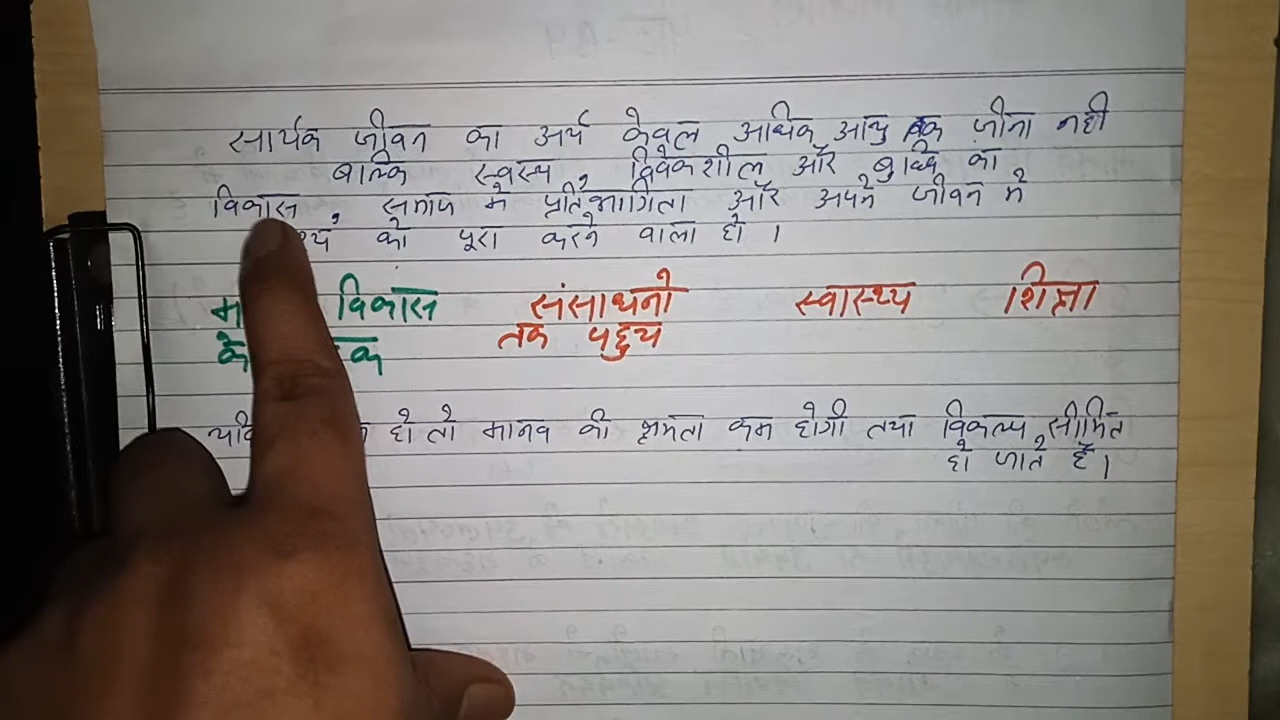 सार्थक जीवन का अर्थ केवल अधिक आयु तक जीना नही
बल्कि स्वस्थ, विवेकशील और बुध्दि का
विकास, समाज में प्रतिभागिता और अपने जीवन मे
को पूरा करने वाला हो।
विकास संसाधनो स्वास्थ्य शिक्षा
के तक पहुच
हो तो मानव की क्षमता कम होगी तथा विकल्प सीमित
हो जाते हैं।